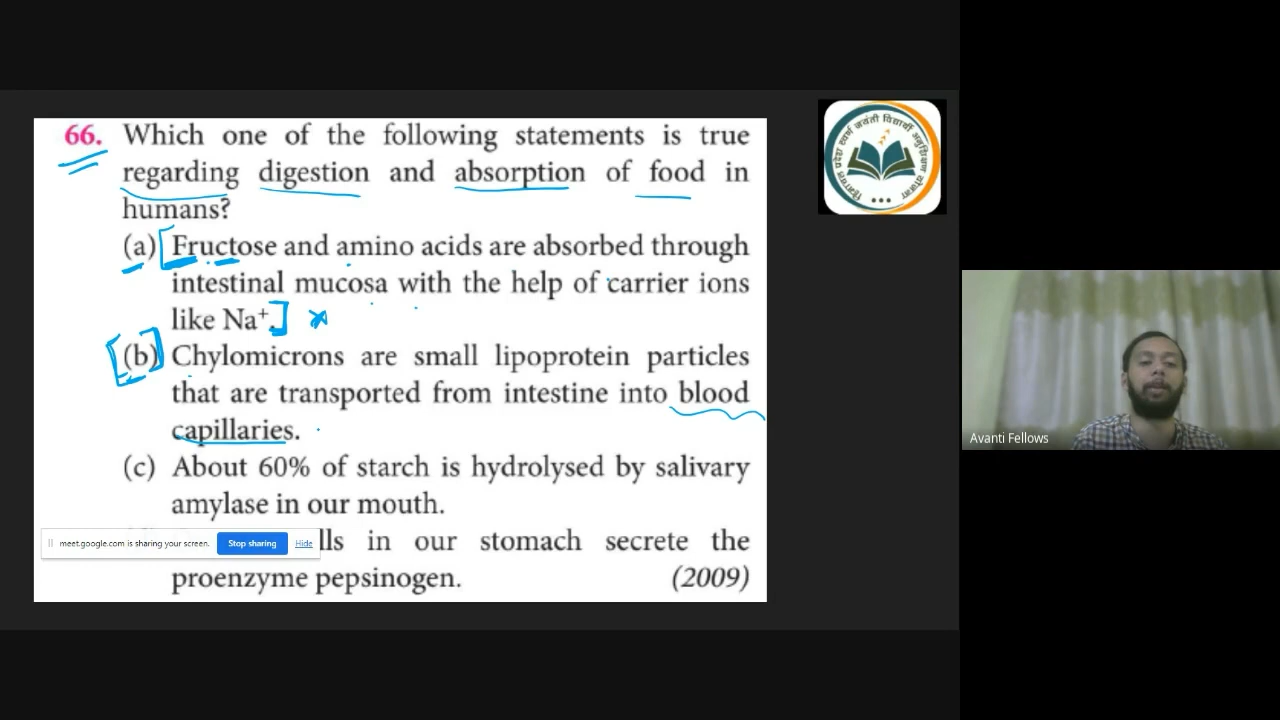 66. Which one of the following statements is true
regarding digestion and absorption of food in
humans?
(a) Fructose and amino acids are absorbed through
intestinal mucosa with the help of carrier ions
like Na⁺.
(b) Chylomicrons are small lipoprotein particles
that are transported from intestine into blood
capillaries.
(c) About 60% of starch is hydrolysed by salivary
amylase in our mouth.
lls in our stomach secrete the
proenzyme pepsinogen. (2009)
meet.google.com is sharing your screen. Stop sharing Hide
Avanti Fellows